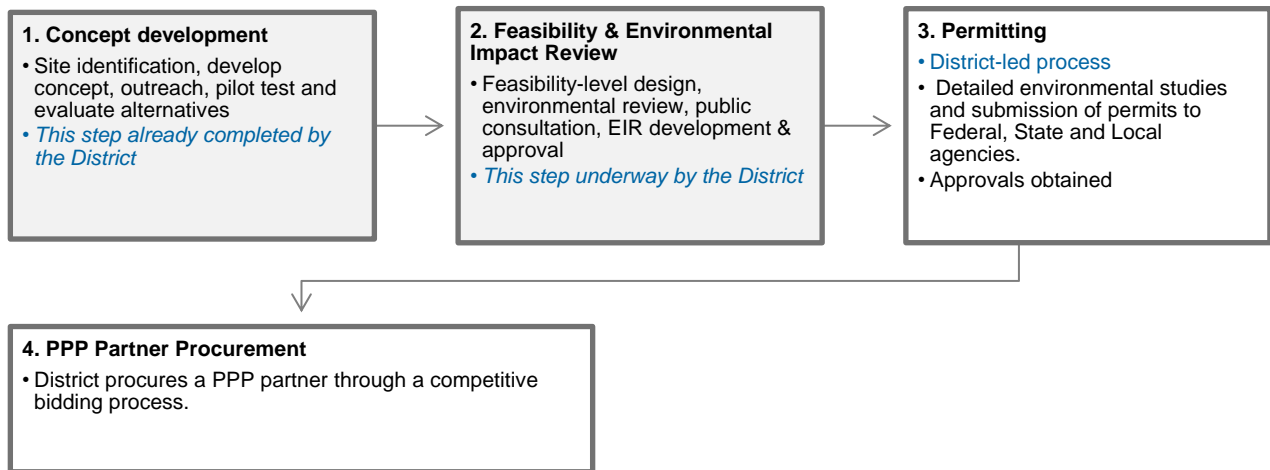 1. Concept development
• Site identification, develop
concept, outreach, pilot test and
evaluate alternatives
• This step already completed by
the District
2. Feasibility & Environmental
Impact Review
• Feasibility-level design,
environmental review, public
consultation, EIR development &
approval
• This step underway by the District
3. Permitting
• District-led process
• Detailed environmental studies
and submission of permits to
Federal, State and Local
agencies.
• Approvals obtained
4. PPP Partner Procurement
• District procures a PPP partner through a competitive
bidding process.